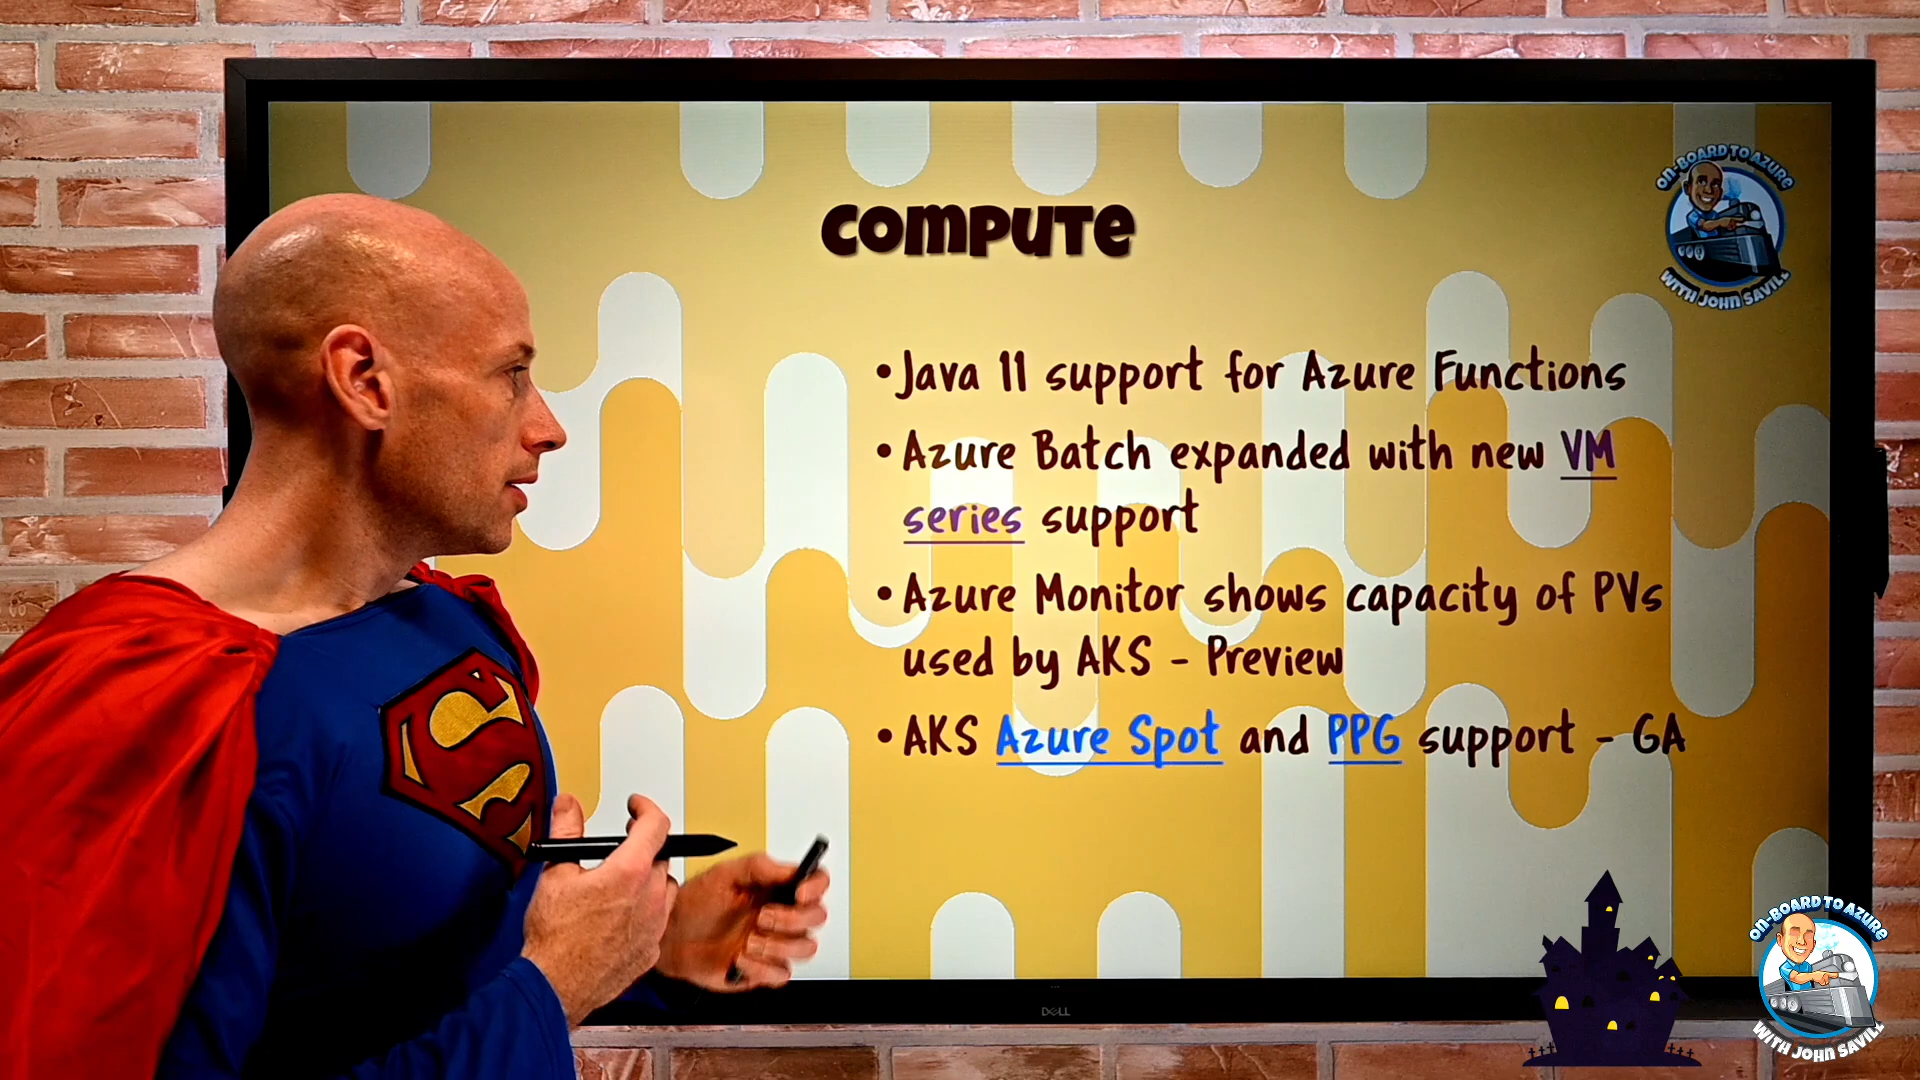 ON-BOARD TO AZURE
WITH JOHN SAVILL
COMPUTE
•Java 11 support for Azure Functions
•Azure Batch expanded with new VM
series support
•Azure Monitor shows capacity of PVs
used by AKS - Preview
•AKS Azure Spot and PPG support - GA
S
DELL
ON-BOARD TO AZURE
WITH JOHN SAVILL